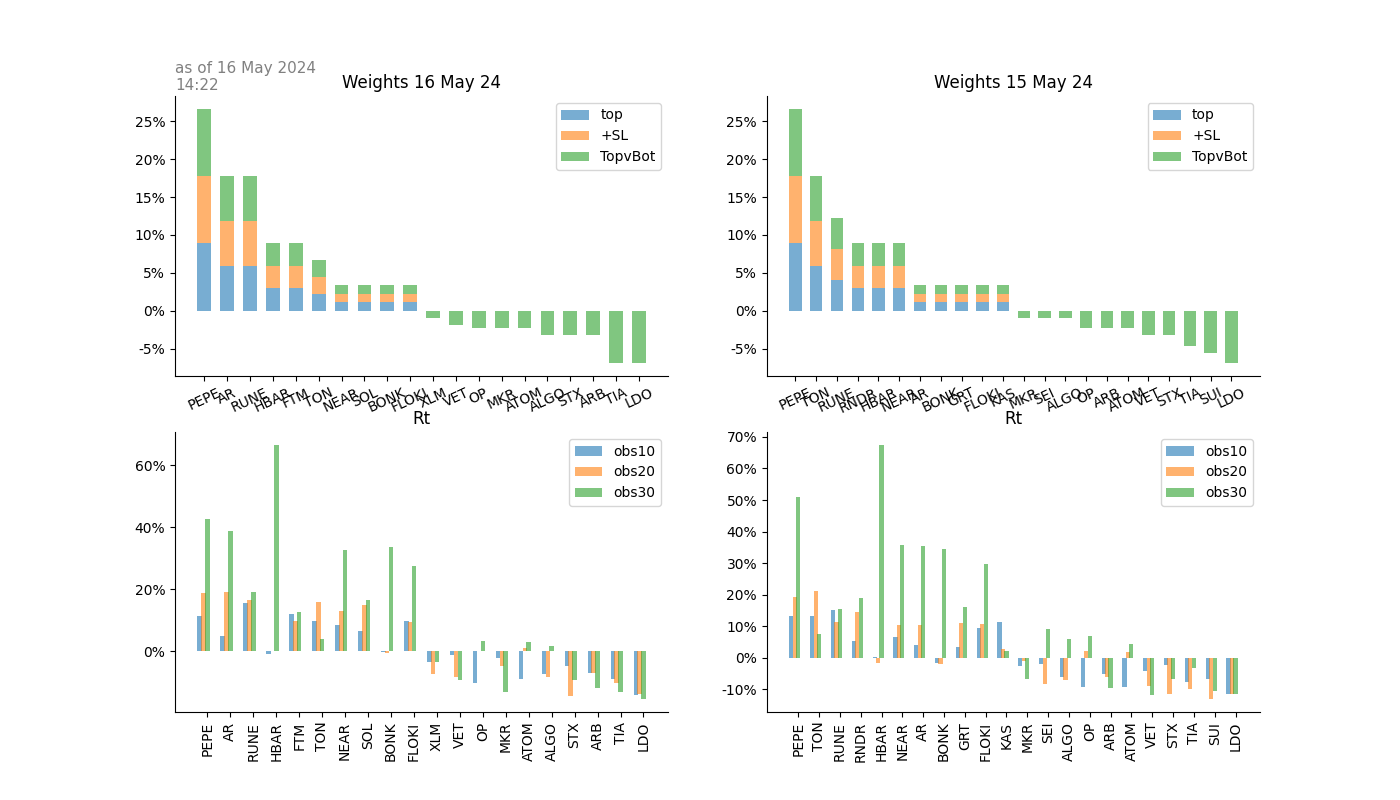 as of 16 May 2024
14:22
Weights 16 May 24
25%
20%
15%
10%
5%
0%
-5%
top
+SL
TopvBot
PEPE AR RUNE HBAR FTM TON NEAR SOL BONK FLOKI XLM VET OP MKR ATOM ALGO STX ARB TIA LDO
Weights 15 May 24
25%
20%
15%
10%
5%
0%
-5%
top
+SL
TopvBot
PEPE TON RUNE RNDR HBAR NEAR AR BONK GRT FLOKI KAS MKR SEI ALGO OP ARB ATOM VET STX TIA SUI LDO
Rt
60%
40%
20%
0%
obs10
obs20
obs30
PEPE AR RUNE HBAR FTM TON NEAR SOL BONK FLOKI XLM VET OP MKR ATOM ALGO STX ARB TIA LDO
Rt
70%
60%
50%
40%
30%
20%
10%
0%
-10%
obs10
obs20
obs30
PEPE TON RUNE RNDR HBAR NEAR AR BONK GRT FLOKI KAS MKR SEI ALGO OP ARB ATOM VET STX TIA SUI LDO